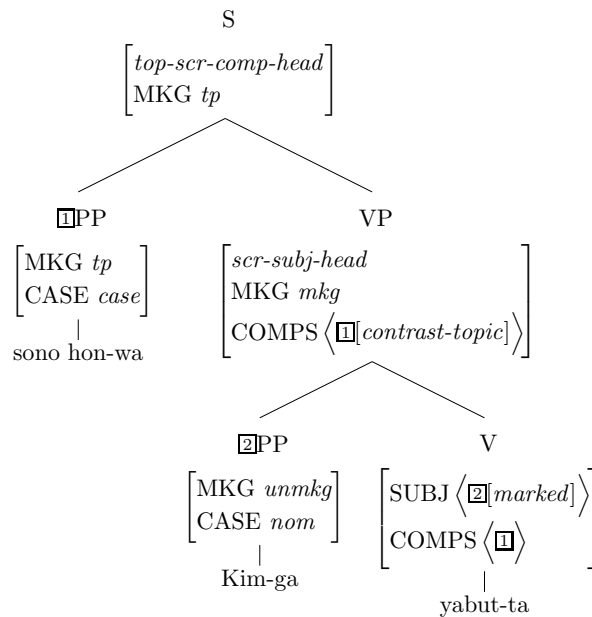 S
[top-scr-comp-head
MKG tp]
1PP VP
[MKG tp
CASE case]
[scr-subj-head
MKG mkg
COMPS ⟨1[contrast-topic]⟩]
sono hon-wa
2PP V
[MKG unmkg
CASE nom]
[SUBJ ⟨2[marked]⟩
COMPS ⟨1⟩]
Kim-ga
yabut-ta